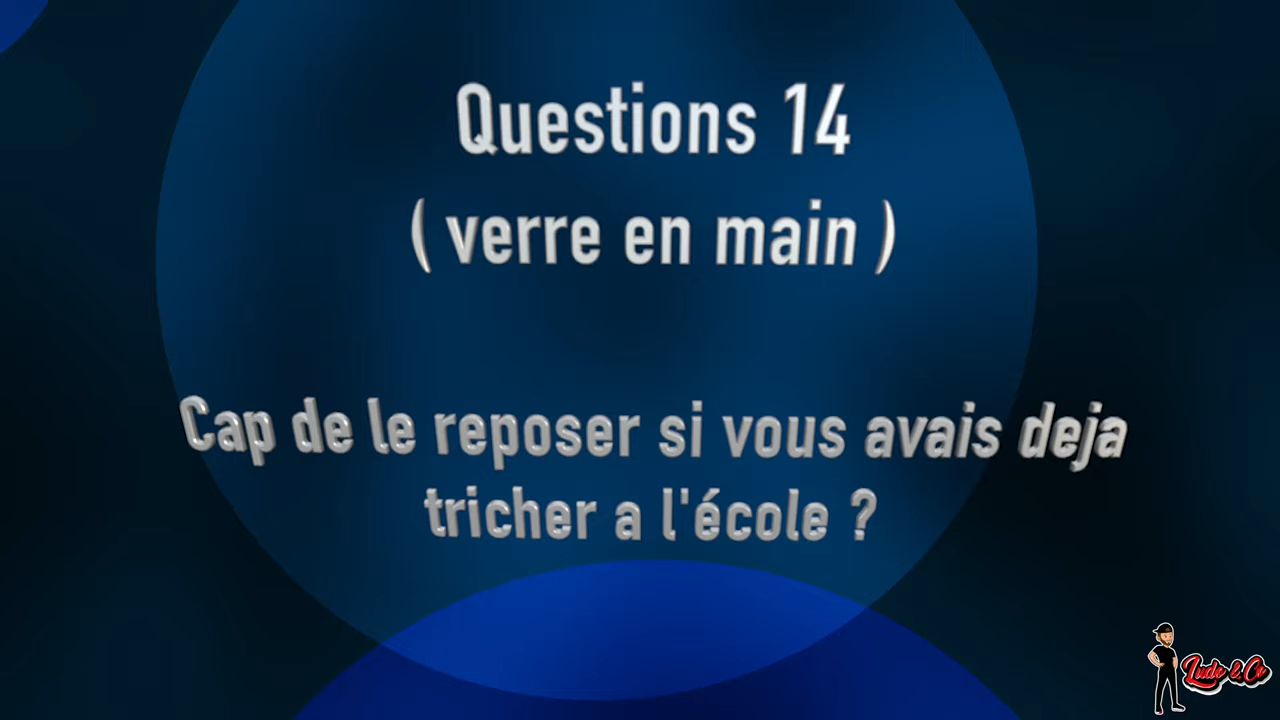 Questions 14
( verre en main )
Cap de le reposer si vous avais deja
tricher a l'école ?
Ludo & Co